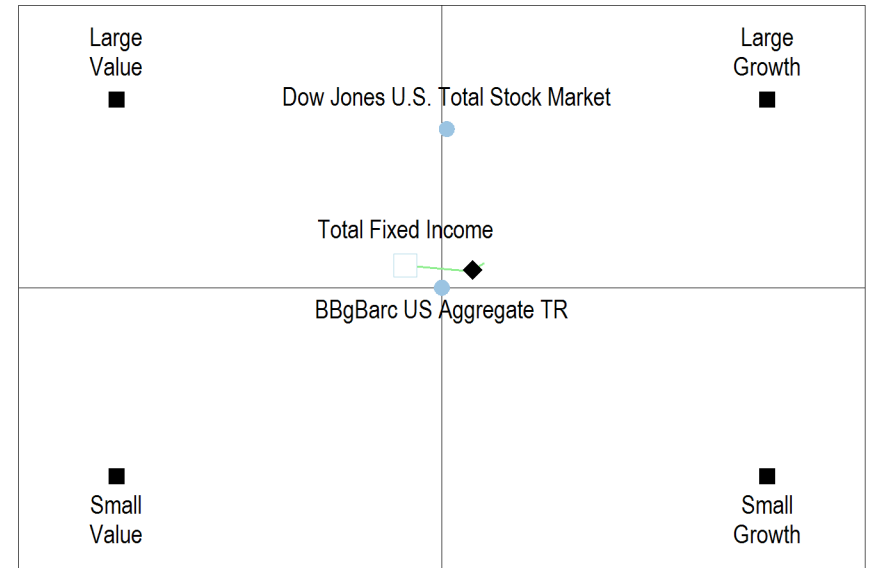 Large
Value
Large
Growth
Dow Jones U.S. Total Stock Market
Total Fixed Income
BBgBarc US Aggregate TR
Small
Value
Small
Growth